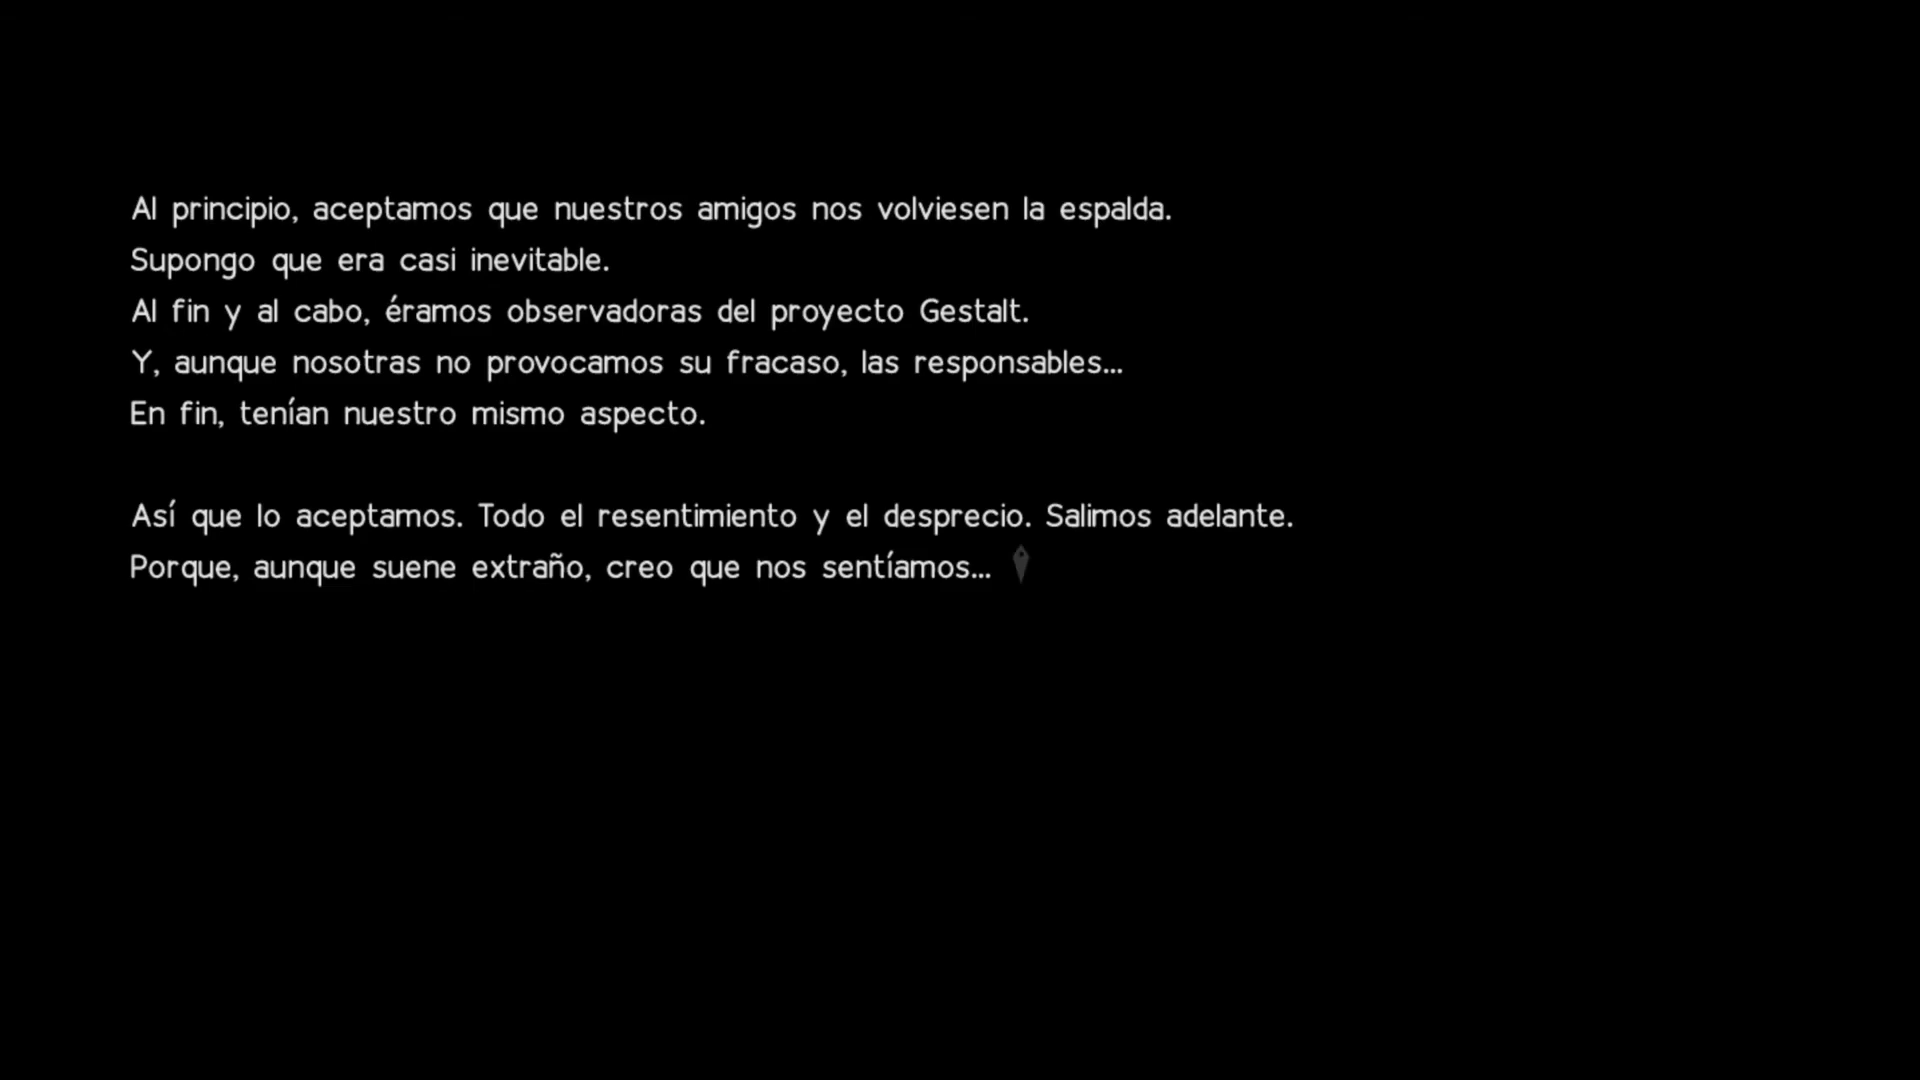 Al principio, aceptamos que nuestros amigos nos volviesen la espalda.
Supongo que era casi inevitable.
Al fin y al cabo, éramos observadoras del proyecto Gestalt.
Y, aunque nosotras no provocamos su fracaso, las responsables...
En fin, tenían nuestro mismo aspecto.
Así que lo aceptamos. Todo el resentimiento y el desprecio. Salimos adelante.
Porque, aunque suene extraño, creo que nos sentíamos...